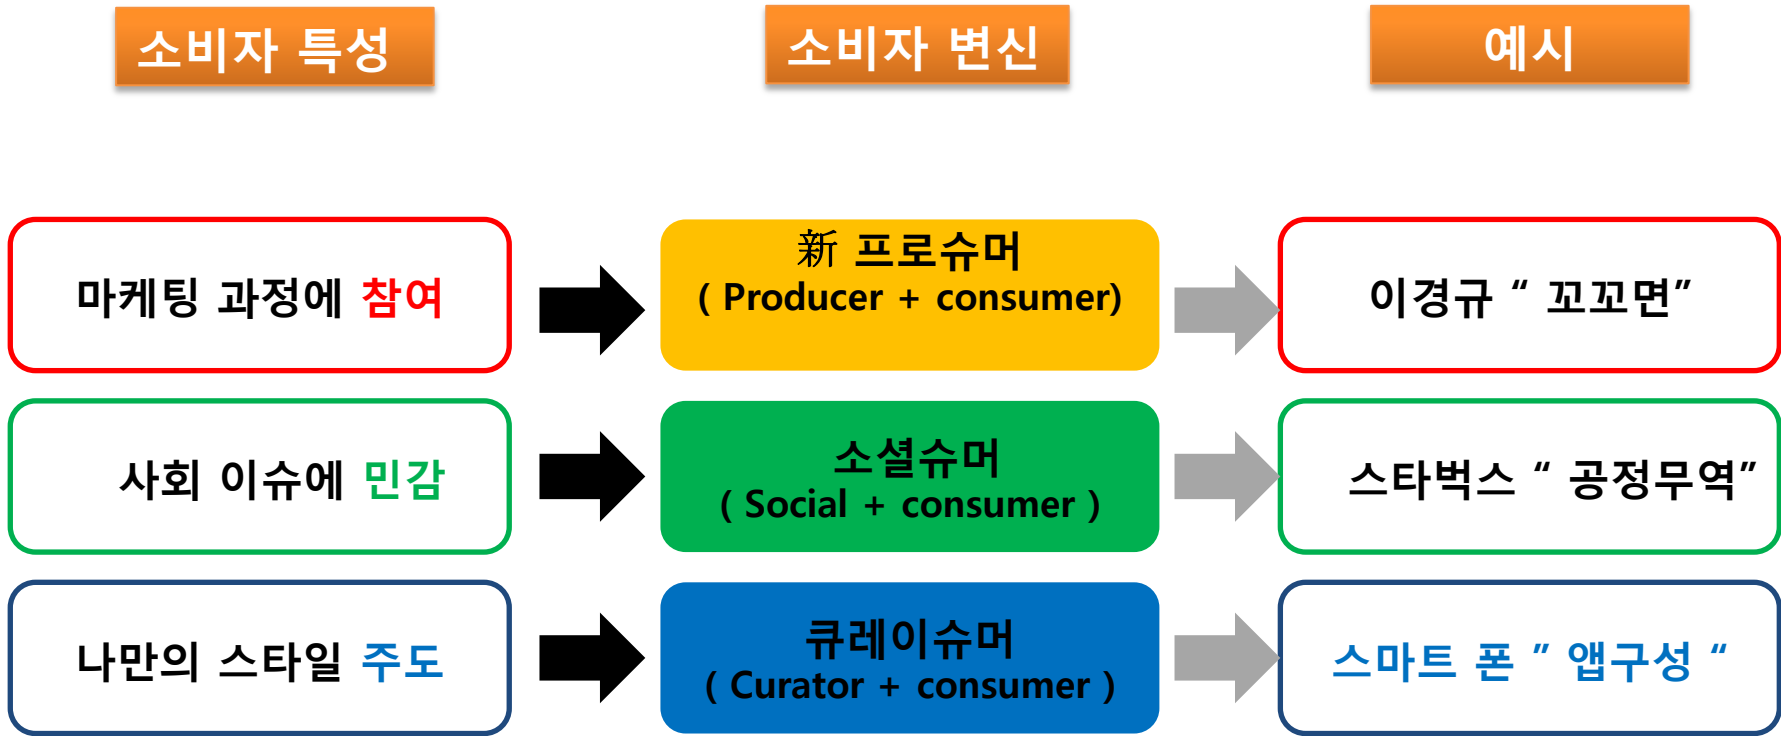 소비자 특성
소비자 변신
예시
마케팅 과정에 참여
新 프로슈머
( Producer + consumer)
이경규 “ 꼬꼬면”
사회 이슈에 민감
소셜슈머
( Social + consumer )
스타벅스 “ 공정무역”
나만의 스타일 주도
큐레이슈머
( Curator + consumer )
스마트 폰 ” 앱구성 “